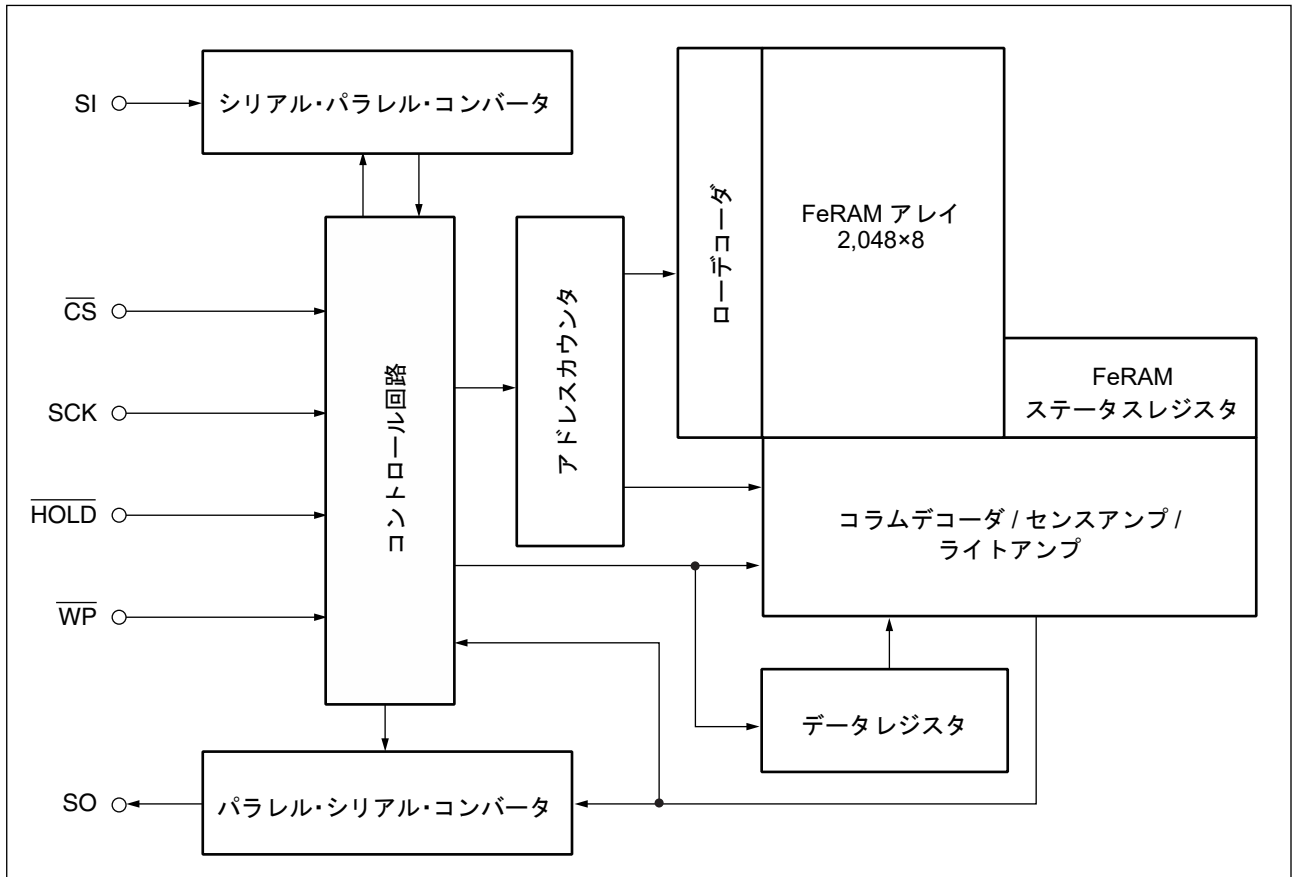 SI
シリアル・パラレル・コンバータ
ローデコーダ
FeRAM アレイ
2,048×8
CS
SCK
HOLD
WP
コントロール回路
アドレスカウンタ
FeRAM
ステータスレジスタ
コラムデコーダ / センスアンプ /
ライトアンプ
データレジスタ
SO
パラレル・シリアル・コンバータ